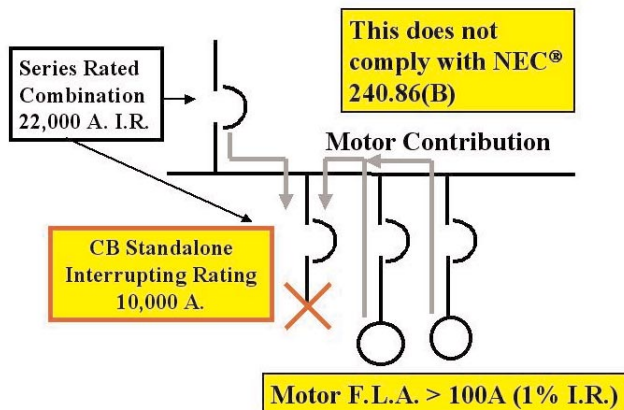 This does not
comply with NEC®
240.86(B)
Series Rated
Combination
22,000 A. I.R.
Motor Contribution
CB Standalone
Interrupting Rating
10,000 A.
Motor F.L.A. > 100A (1% I.R.)